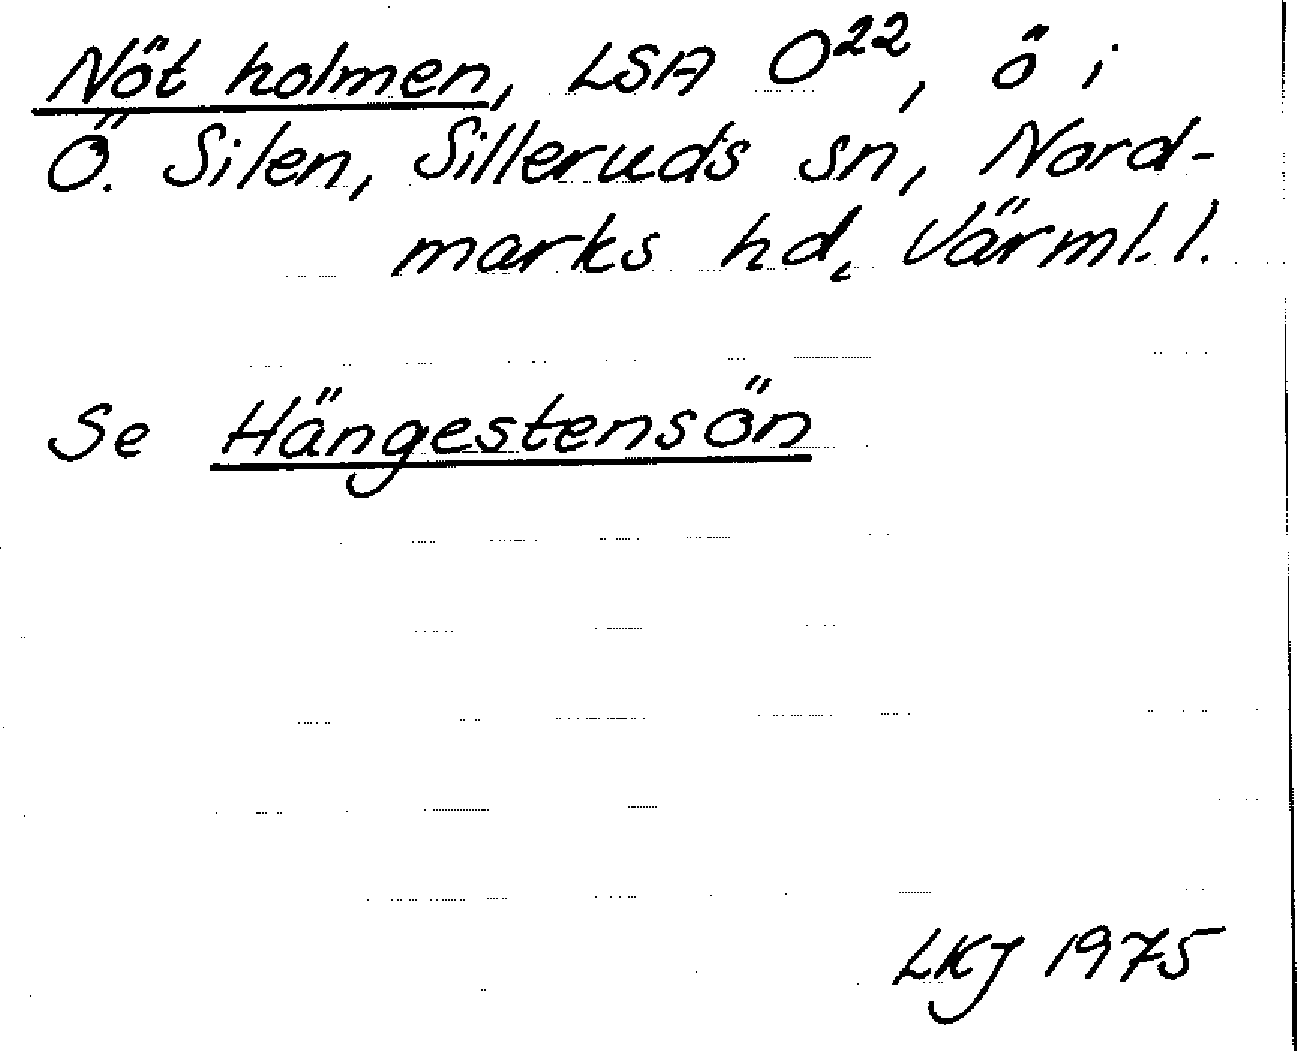 Nöt holmen, LSA O²², ö i
Ö. Silen, Silleruds sn, Nord-
marks hd, Värml. l.
Se Hängestensön
LKJ 1975